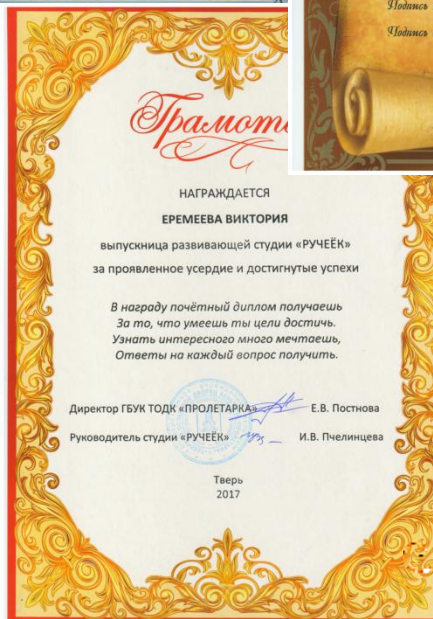 Подпись
Подпись
Грамота
НАГРАЖДАЕТСЯ
ЕРЕМЕЕВА ВИКТОРИЯ
выпускница развивающей студии «РУЧЕЁК»
за проявленное усердие и достигнутые успехи
В награду почётный диплом получаешь
За то, что умеешь ты цели достичь.
Узнать интересного много мечтаешь,
Ответы на каждый вопрос получить.
Директор ГБУК ТОДК «ПРОЛЕТАРКА» Е.В. Постнова
Руководитель студии «РУЧЕЁК» И.В. Пчелинцева
Тверь
2017